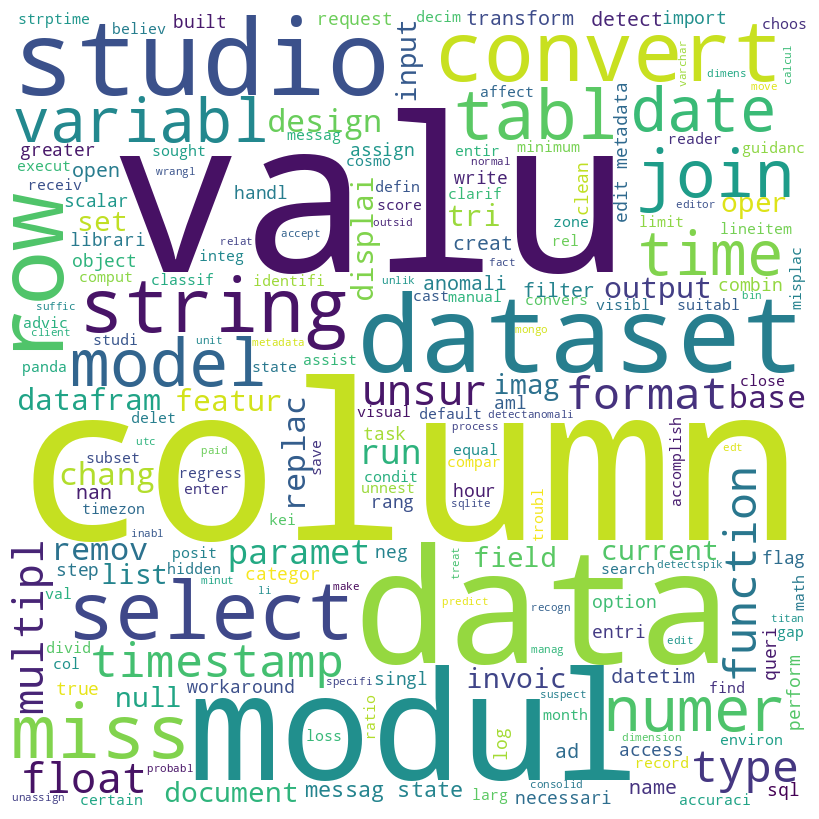 strptime
believ
built
request
decim
transform
detect
import
choos
studio
input
convert
varchar
dimens
calcul
move
variabl
design
messag
affect
tabl
date
greater
sought
cosmo
assign
entir
minimum
reader
guidanc
execut
wrangl
valu
normal
edit metadata
receiv
open
scalar
handl
defin
score
write
clarif
clean
join
set
librari
object
displai
outsid
tri
oper
row
relat
accept
creat
zone
rel
limit
editor
lineitem
integ
fact
time
comput
classif
identifi
string
anomali
filter
output
combin
misplac
suffic
advic
client
unit
unlik
cast
manual
convers
visibl
suitabl
bin
panda
studi
metadata
state
assist
mongo
dataset
model
unsur
imag
format
base
close
datafram
featur
visual
default
aml
detectanomali
delet
replac
process
utc
paid
task
equal
compar
edt
subset
regress
save
run
condit
accomplish
chang
nan
enter
rang
unnest
hour
sqlite
troubl
timezon
kei
inabl
column
function
remov
posit
neg
paramet
field
current
step
list
hidden
categor
treat
search
detectspik
flag
val
minut
li
make
predict
recogn
option
math
multipl
select
data
edit
titan
divid
manag
entri
queri
gap
col
timestamp
true
null
workaround
singl
specifi
invoic
suspect
datetim
find
perform
miss
loss
ratio
modul
log
month
numer
dimension
environ
ad
access
float
probabl
consolid
record
type
unassign
certain
document
messag state
larg
necessari
name
accuraci
sql